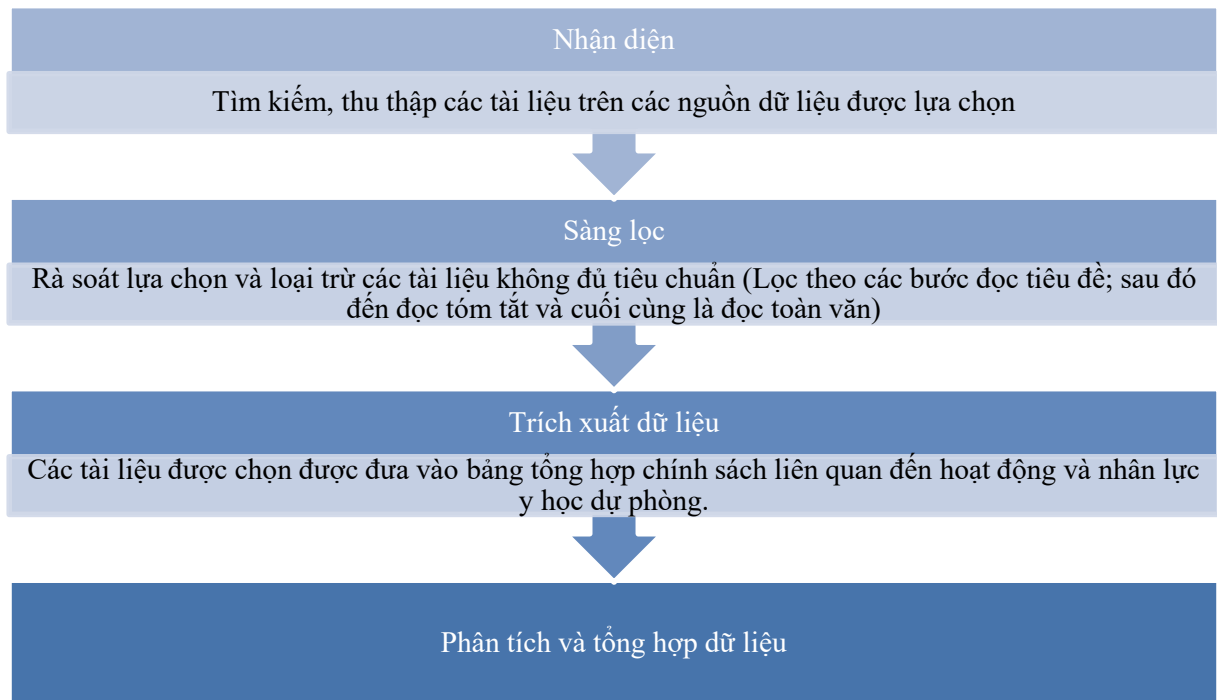 Nhận diện
Tìm kiếm, thu thập các tài liệu trên các nguồn dữ liệu được lựa chọn
Sàng lọc
Rà soát lựa chọn và loại trừ các tài liệu không đủ tiêu chuẩn (Lọc theo các bước đọc tiêu đề; sau đó
đến đọc tóm tắt và cuối cùng là đọc toàn văn)
Trích xuất dữ liệu
Các tài liệu được chọn được đưa vào bảng tổng hợp chính sách liên quan đến hoạt động và nhân lực
y học dự phòng.
Phân tích và tổng hợp dữ liệu